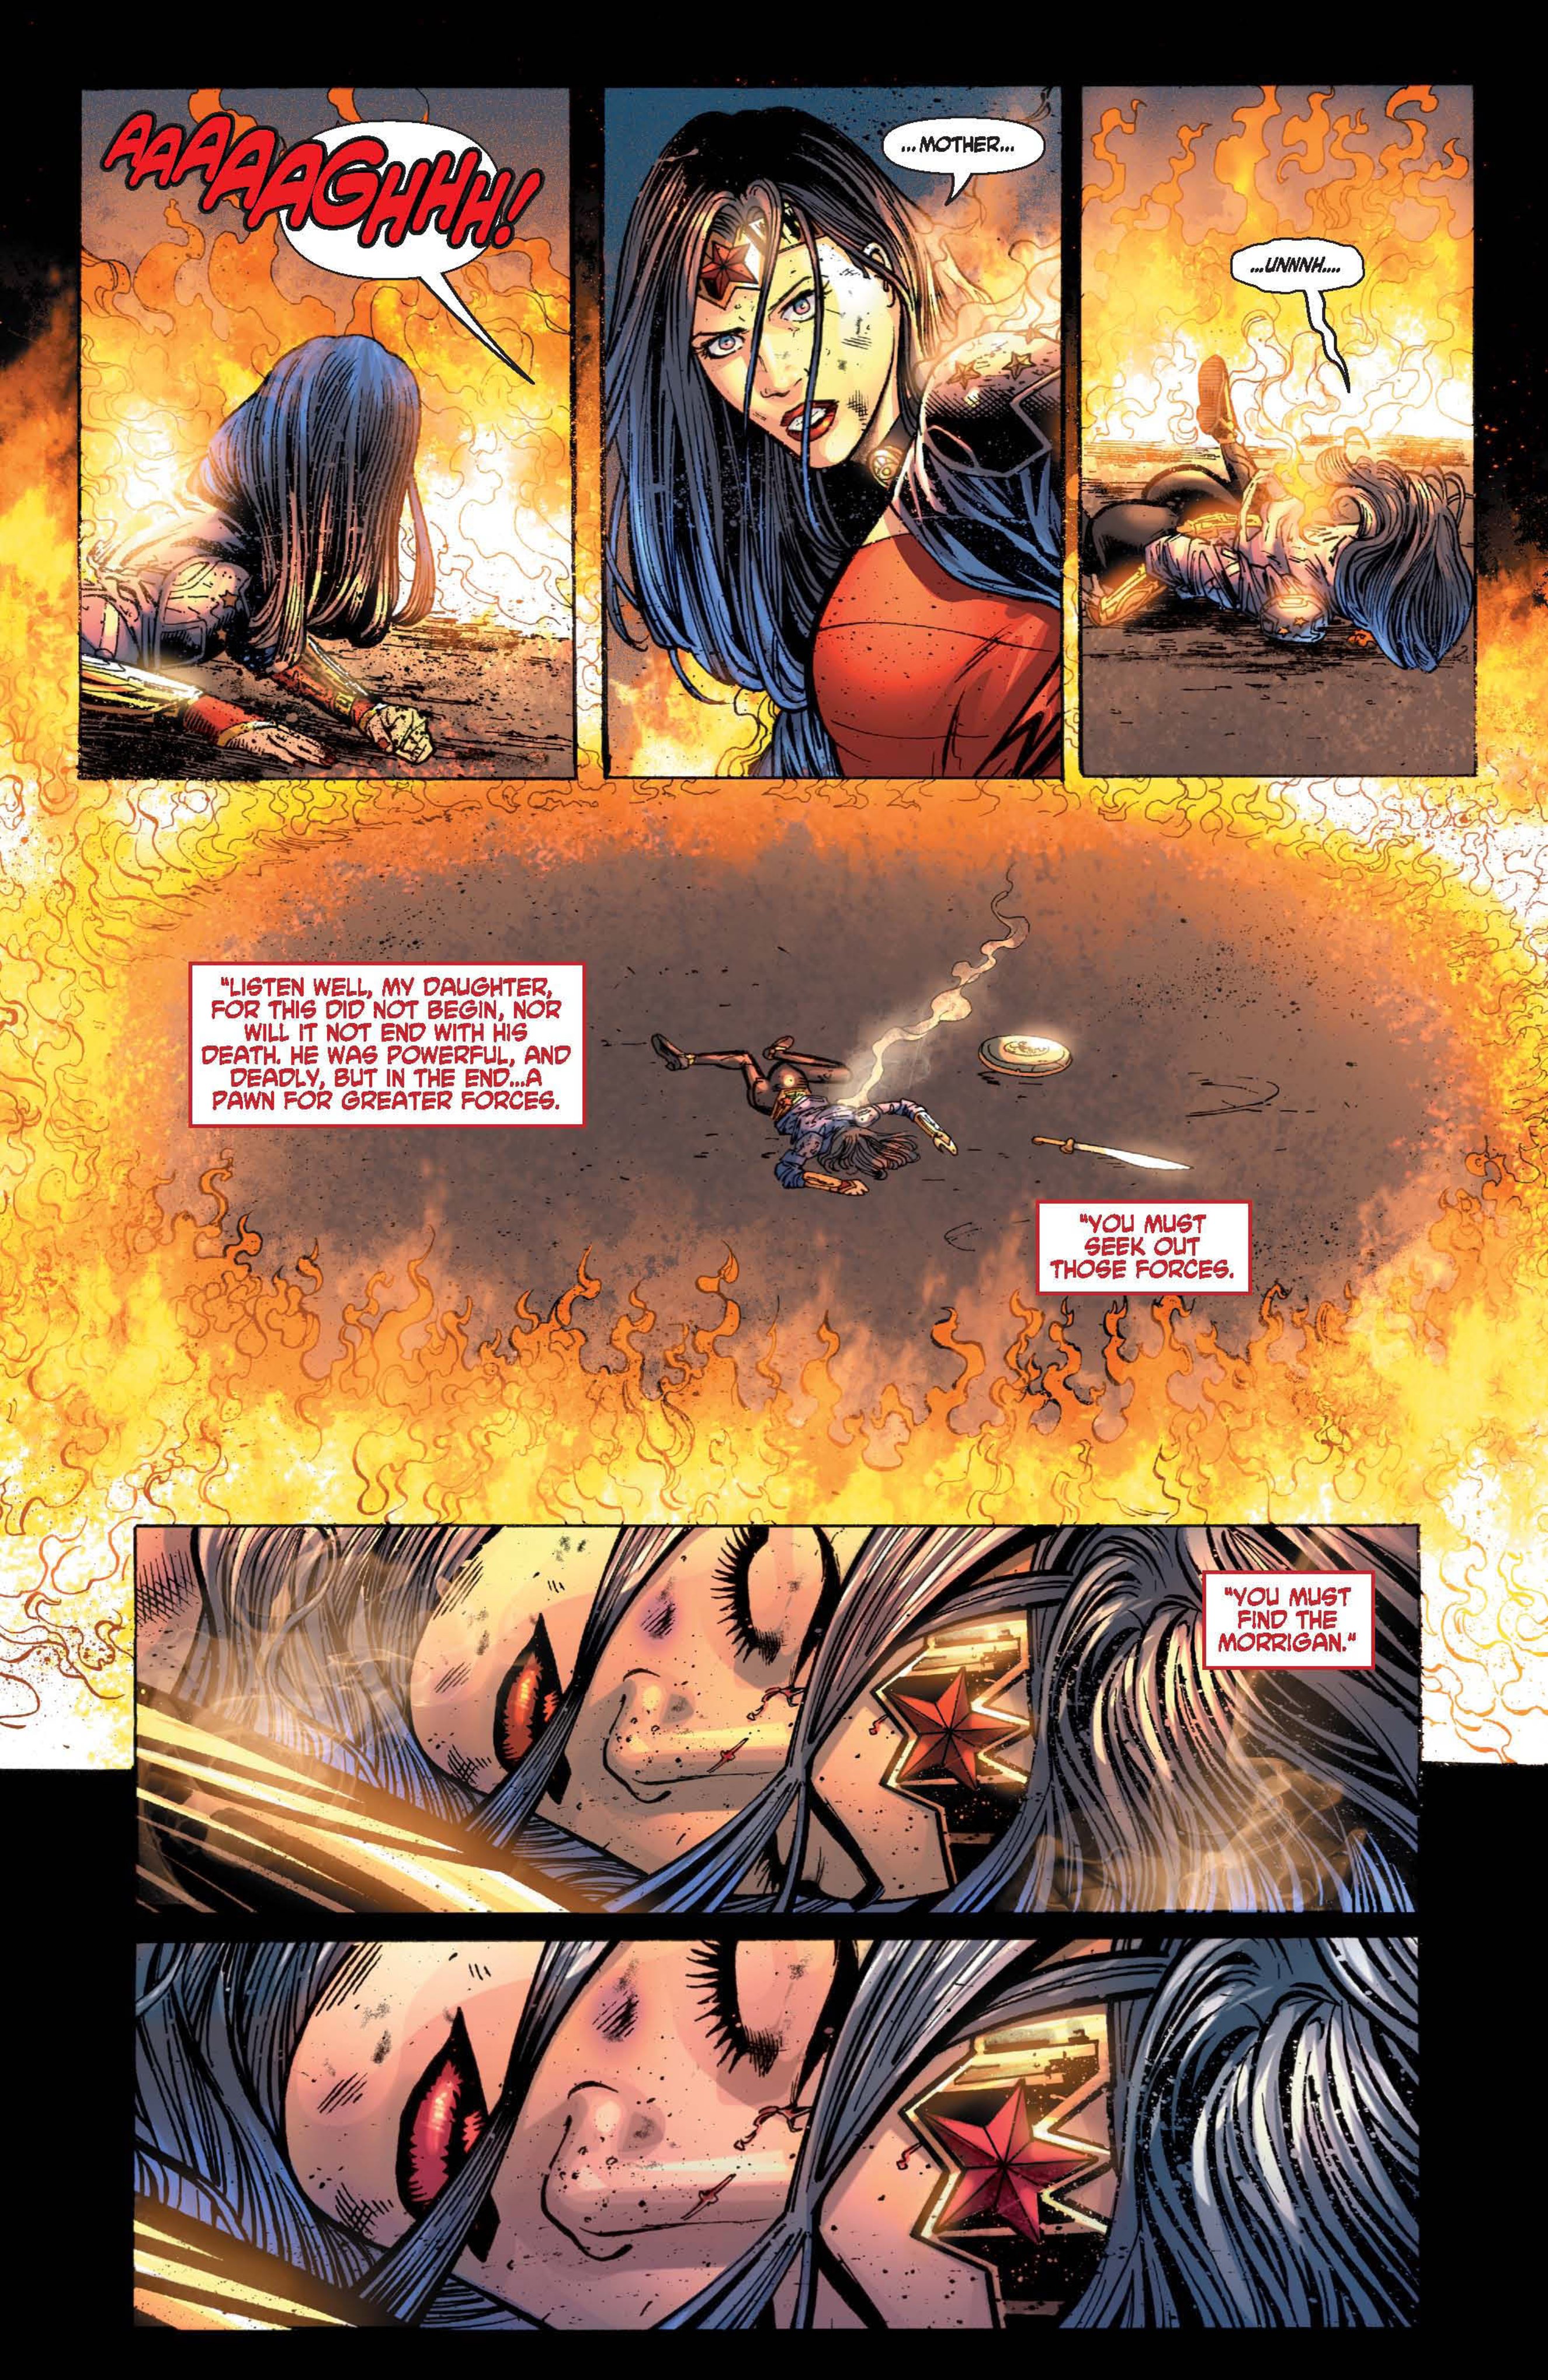 AAAAAGHHH!
...MOTHER...
...UNNNH....
"LISTEN WELL, MY DAUGHTER,
FOR THIS DID NOT BEGIN, NOR
WILL IT NOT END WITH HIS
DEATH. HE WAS POWERFUL, AND
DEADLY, BUT IN THE END...A
PAWN FOR GREATER FORCES.
"YOU MUST
SEEK OUT
THOSE FORCES.
"YOU MUST
FIND THE
MORRIGAN."